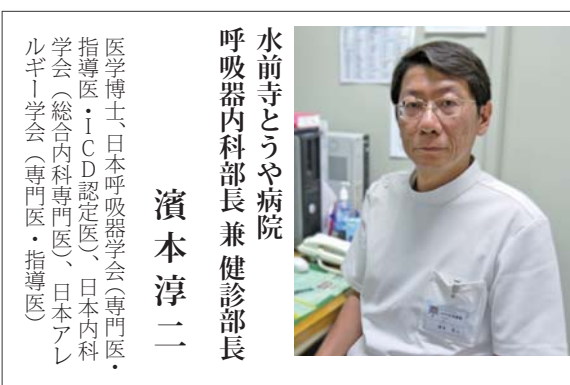 水前寺とうや病院
呼吸器内科部長 兼 健診部長
濱本淳二
医学博士、日本呼吸器学会（専門医・
指導医・ＩＣＤ認定医）、日本内科
学会（総合内科専門医）、日本アレ
ルギー学会（専門医・指導医）